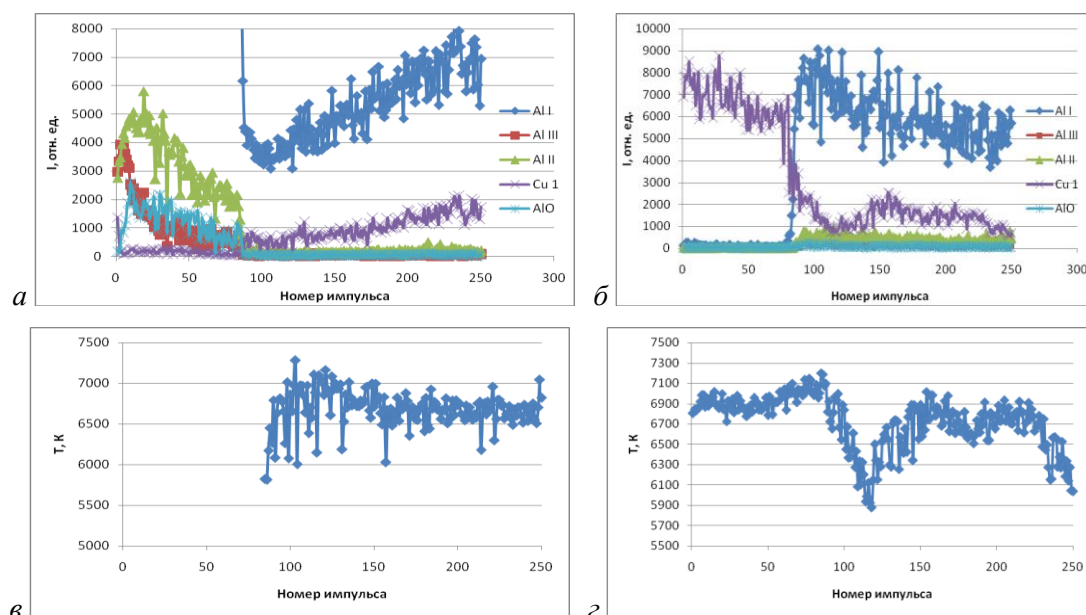 8000
7000
6000
5000
4000
3000
2000
1000
0
I, отн. ед.
0 50 100 150 200 250 300
Номер импульса
Al I
Al III
Al II
Cu 1
AlO
а
10000
9000
8000
7000
6000
5000
4000
3000
2000
1000
0
I, отн. ед.
0 50 100 150 200 250 300
Номер импульса
Al I
Al III
Al II
Cu 1
AlO
б
7500
7000
6500
6000
5500
5000
T, K
0 50 100 150 200 250
Номер импульса
в
7500
7300
7100
6900
6700
6500
6300
6100
5900
5700
5500
T, K
0 50 100 150 200 250
Номер импульса
г